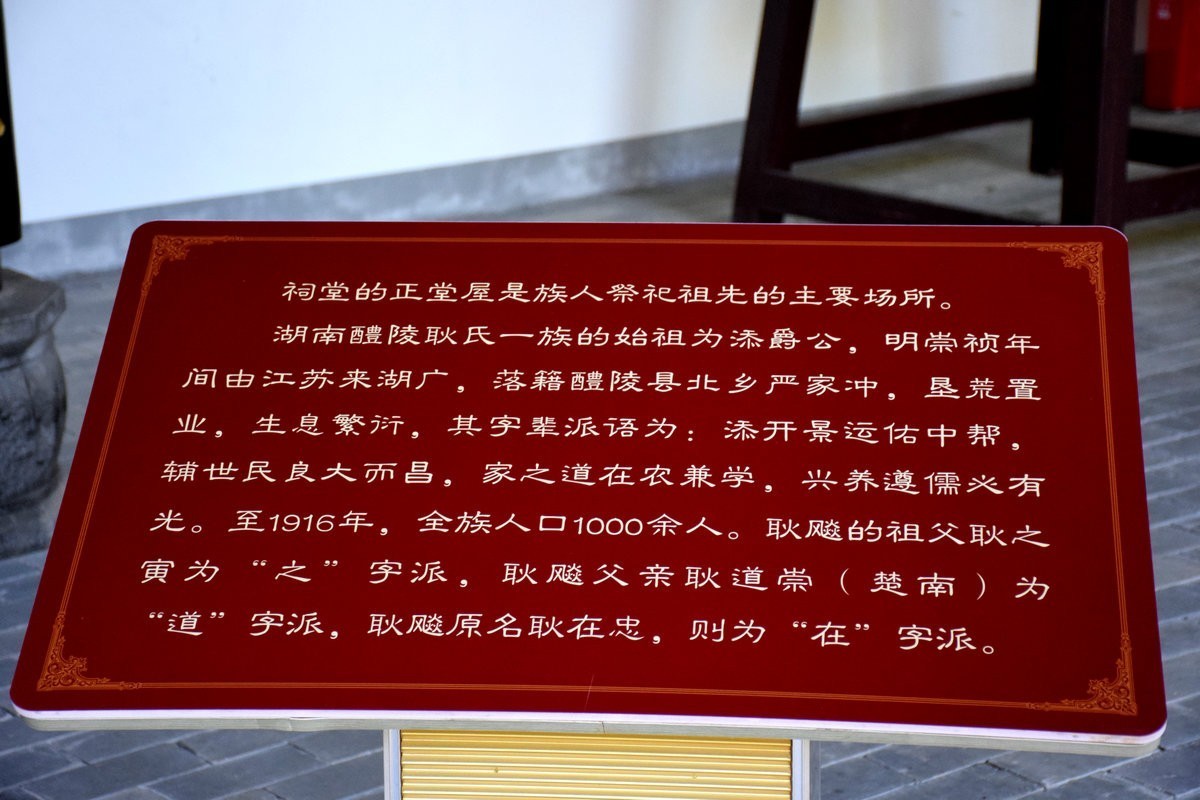 祠堂的正堂屋是族人祭祀祖先的主要场所。
湖南醴陵耿氏一族的始祖为添爵公，明崇祯年
间由江苏来湖广，落籍醴陵县北乡严家冲，垦荒置
业，生息繁衍，其字辈派语为：添开景运佑中帮，
辅世民良大而昌，家之道在农兼学，兴养遵儒必有
光。至1916年，全族人口1000余人。耿飚的祖父耿之
寅为“之”字派，耿飚父亲耿道崇（楚南）为
“道”字派，耿飚原名耿在忠，则为“在”字派。